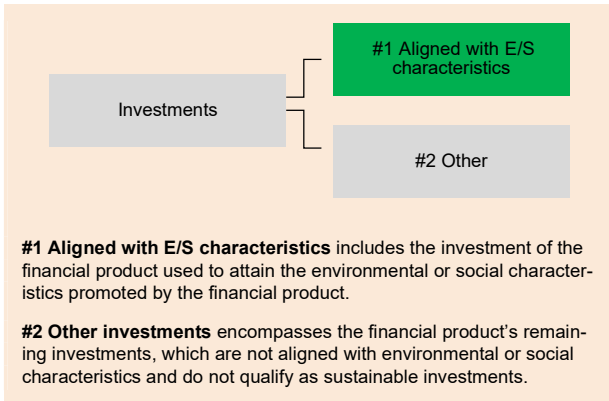 #1 Aligned with E/S
characteristics
Investments
#2 Other
#1 Aligned with E/S characteristics includes the investment of the
financial product used to attain the environmental or social character-
istics promoted by the financial product.
#2 Other investments encompasses the financial product's remain-
ing investments, which are not aligned with environmental or social
characteristics and do not qualify as sustainable investments.